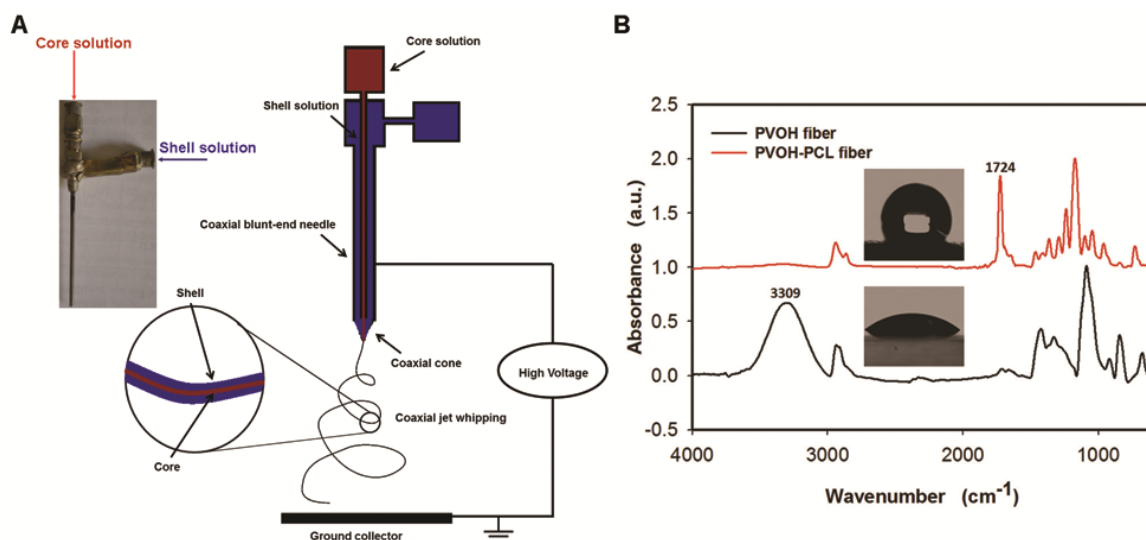 A
Core solution
Shell solution
Core solution
Shell solution
Coaxial blunt-end needle
Shell
Coaxial cone
High Voltage
Coaxial jet whipping
Core
Ground collector
B
2.5
2.0
1.5
1.0
0.5
0.0
-0.5
Absorbance (a.u.)
PVOH fiber
PVOH-PCL fiber
1724
3309
4000 3000 2000 1000
Wavenumber (cm-1)